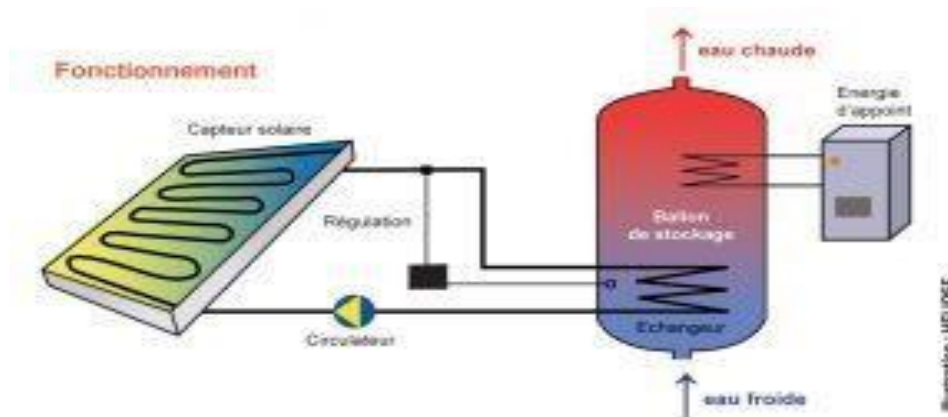 Fonctionnement
eau chaude
Energie
d'appoint
Capteur solaire
Régulation
Ballon
de stockage
Echangeur
Circulateur
eau froide